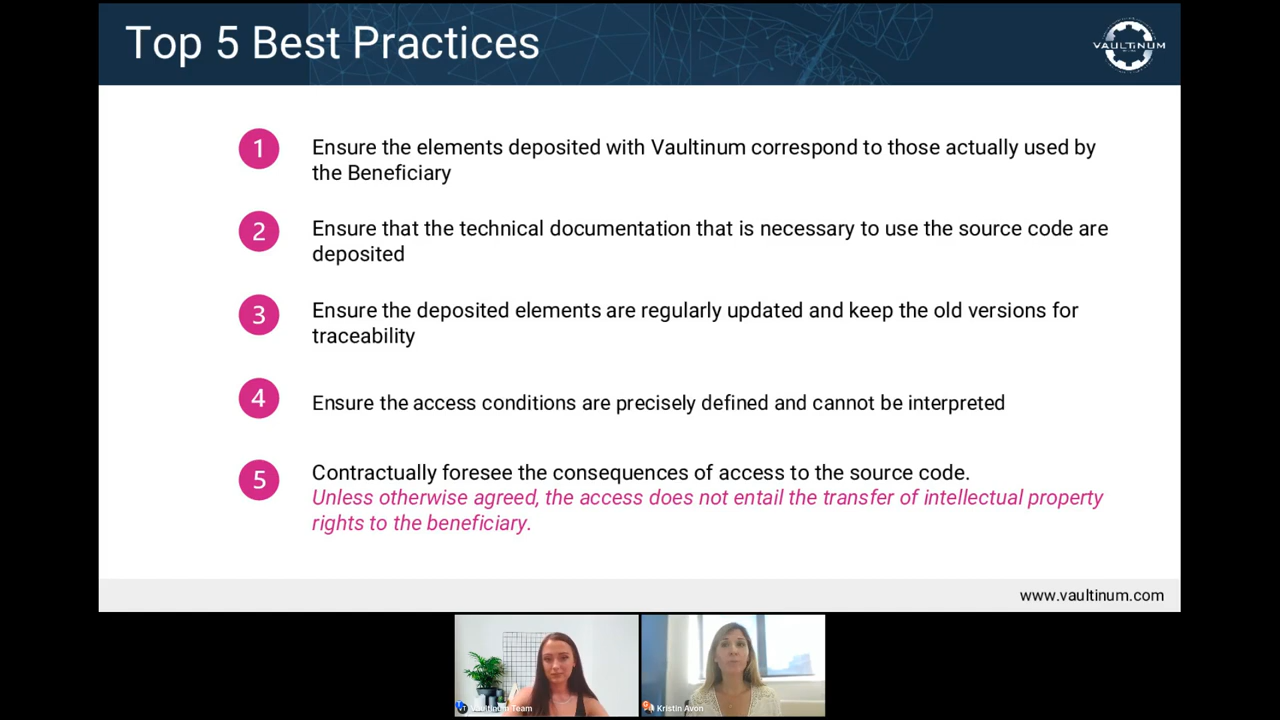 Top 5 Best Practices
VAULTINUM
1
Ensure the elements deposited with Vaultinum correspond to those actually used by
the Beneficiary
2
Ensure that the technical documentation that is necessary to use the source code are
deposited
3
Ensure the deposited elements are regularly updated and keep the old versions for
traceability
4
Ensure the access conditions are precisely defined and cannot be interpreted
5
Contractually foresee the consequences of access to the source code.
Unless otherwise agreed, the access does not entail the transfer of intellectual property
rights to the beneficiary.
www.vaultinum.com
Vaultinum Team
Kristin Avon